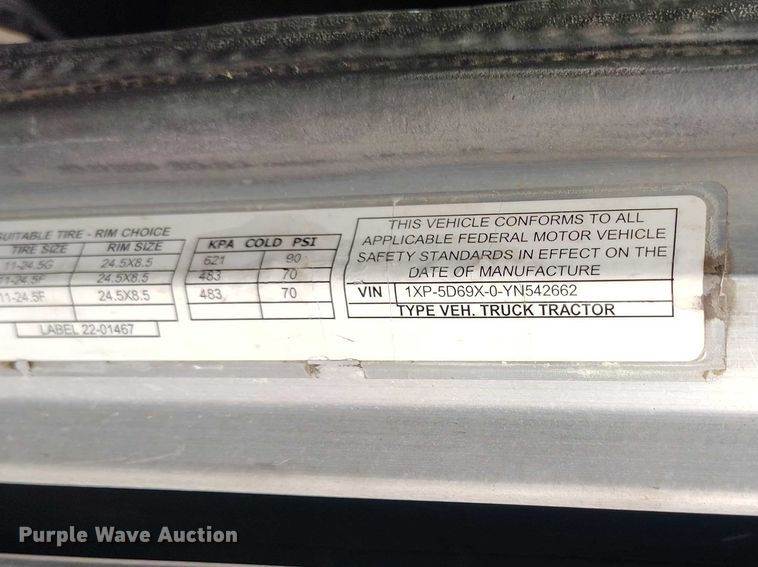 SUITABLE TIRE - RIM CHOICE
TIRE SIZE RIM SIZE KPA COLD PSI
11-24.5G 24.5X8.5 621 90
11-24.5F 24.5X8.5 483 70
11-24.5F 24.5X8.5 483 70
LABEL 22-01467
THIS VEHICLE CONFORMS TO ALL
APPLICABLE FEDERAL MOTOR VEHICLE
SAFETY STANDARDS IN EFFECT ON THE
DATE OF MANUFACTURE
VIN 1XP-5D69X-0-YN542662
TYPE VEH. TRUCK TRACTOR
Purple Wave Auction